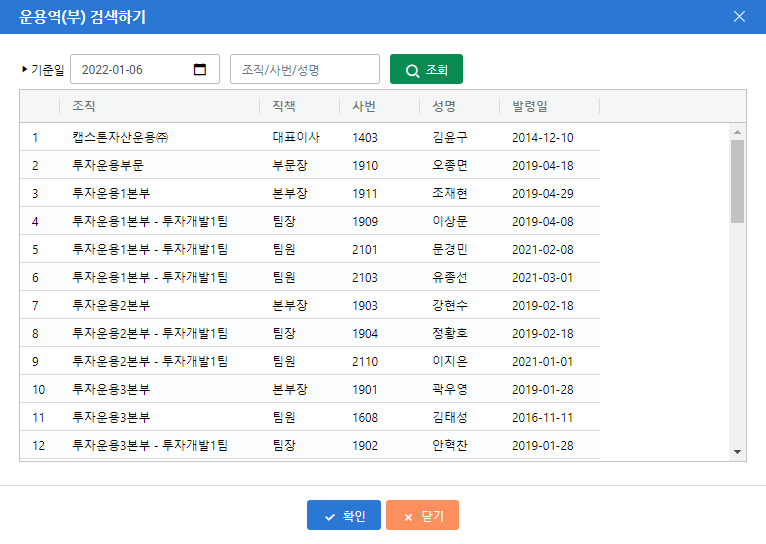 운용역(부) 검색하기
기준일 2022-01-06 조직/사번/성명 조회
조직 직책 사번 성명 발령일
1 캡스톤자산운용㈜ 대표이사 1403 김윤구 2014-12-10
2 투자운용부문 부문장 1910 오종면 2019-04-18
3 투자운용1본부 본부장 1911 조재현 2019-04-29
4 투자운용1본부 - 투자개발1팀 팀장 1909 이상문 2019-04-08
5 투자운용1본부 - 투자개발1팀 팀원 2101 문경민 2021-02-08
6 투자운용1본부 - 투자개발1팀 팀원 2103 유종선 2021-03-01
7 투자운용2본부 본부장 1903 강현수 2019-02-18
8 투자운용2본부 - 투자개발1팀 팀장 1904 정황호 2019-02-18
9 투자운용2본부 - 투자개발1팀 팀원 2110 이지은 2021-01-01
10 투자운용3본부 본부장 1901 곽우영 2019-01-28
11 투자운용3본부 팀원 1608 김태성 2016-11-11
12 투자운용3본부 - 투자개발1팀 팀장 1902 안혁찬 2019-01-28
확인 닫기